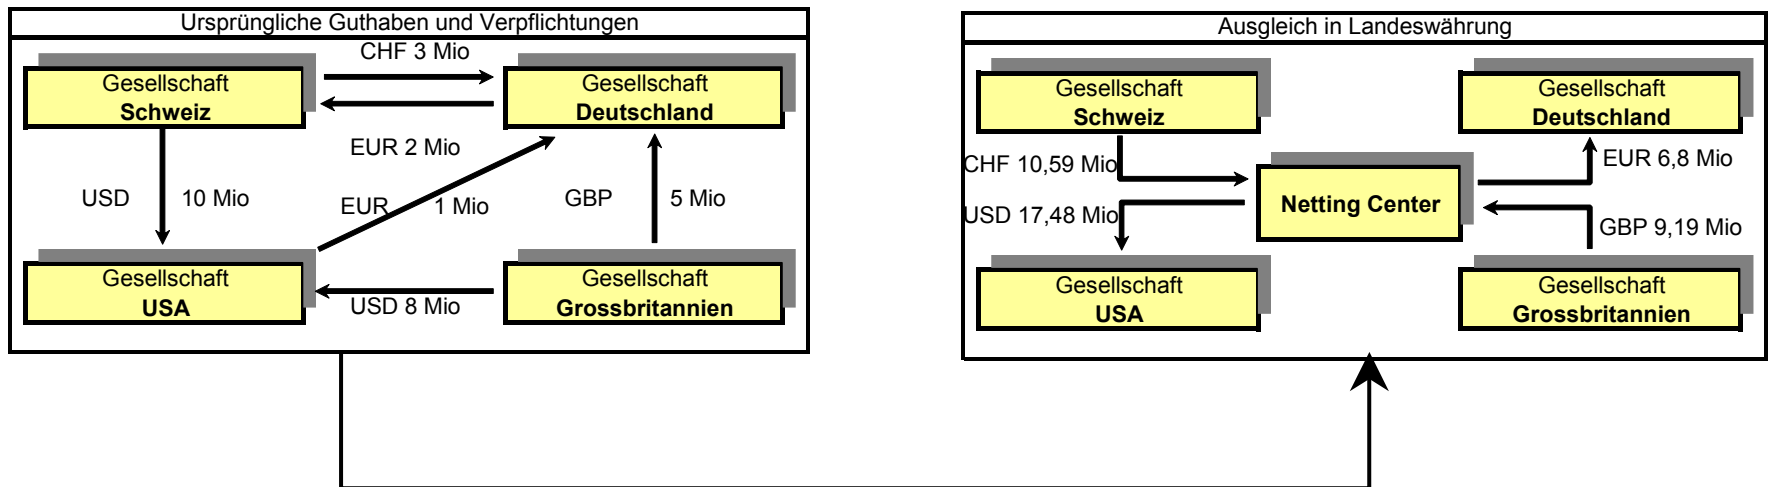 Ursprüngliche Guthaben und Verpflichtungen
CHF 3 Mio
Gesellschaft
Schweiz
Gesellschaft
Deutschland
EUR 2 Mio
USD 10 Mio
EUR 1 Mio
GBP 5 Mio
Gesellschaft
USA
USD 8 Mio
Gesellschaft
Grossbritannien
Ausgleich in Landeswährung
Gesellschaft
Schweiz
Gesellschaft
Deutschland
CHF 10,59 Mio
EUR 6,8 Mio
Netting Center
USD 17,48 Mio
GBP 9,19 Mio
Gesellschaft
USA
Gesellschaft
Grossbritannien